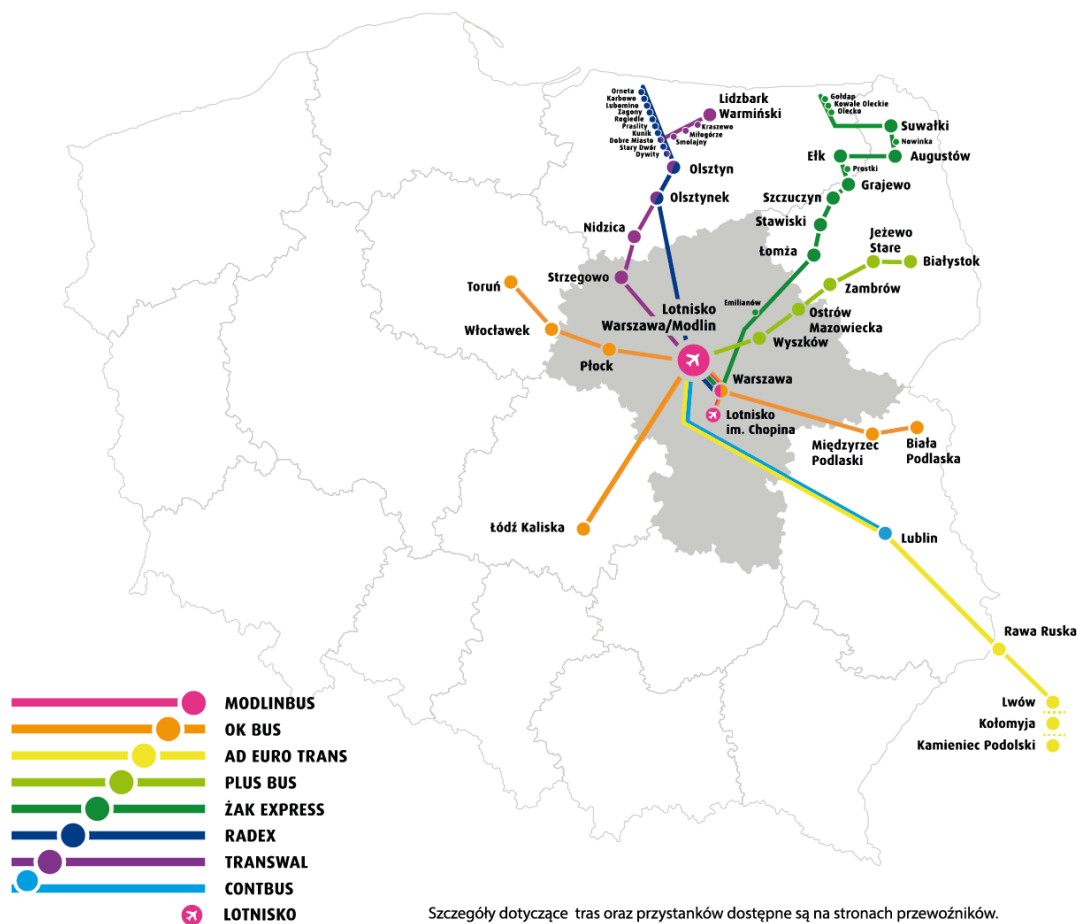 Orneta
Karbowo
Lubomino
Zagony
Rogiedle
Praslity
Kunik
Dobre Miasto
Stary Dwór
Dywity
Lidzbark
Warmiński
Kraszewo
Miłogórze
Smolajny
Olsztyn
Olsztynek
Nidzica
Strzegowo
Gołdap
Kowale Oleckie
Olecko
Suwałki
Nowinka
Augustów
Ełk
Prostki
Grajewo
Szczuczyn
Stawiski
Łomża
Jeżewo
Stare
Białystok
Zambrów
Ostrów
Mazowiecka
Emilianów
Wyszków
Toruń
Włocławek
Płock
Lotnisko
Warszawa/Modlin
Warszawa
Lotnisko
im. Chopina
Międzyrzec
Podlaski
Biała
Podlaska
Łódź Kaliska
Lublin
Rawa Ruska
Lwów
Kołomyja
Kamieniec Podolski
MODLINBUS
OK BUS
AD EURO TRANS
PLUS BUS
ŻAK EXPRESS
RADEX
TRANSWAL
CONTBUS
LOTNISKO
Szczegóły dotyczące tras oraz przystanków dostępne są na stronach przewoźników.